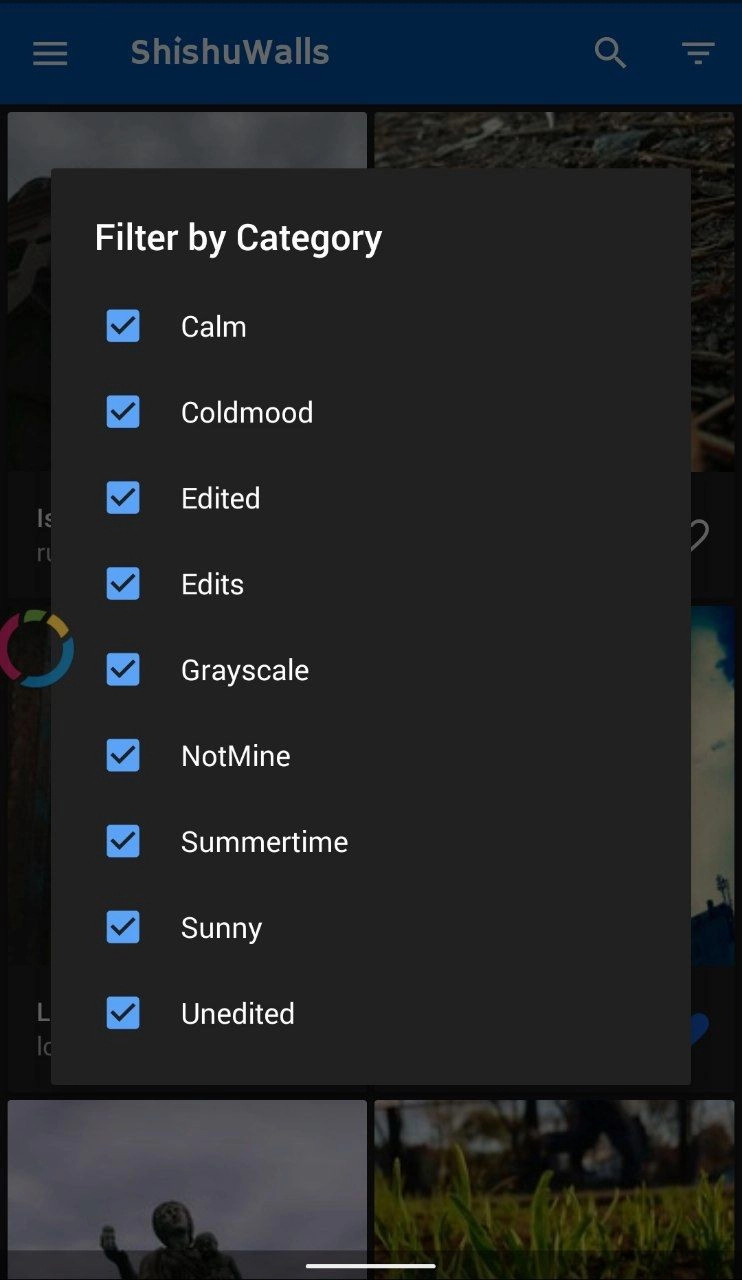 ShishuWalls
Filter by Category
Calm
Coldmood
Edited
Edits
Grayscale
NotMine
Summertime
Sunny
Unedited